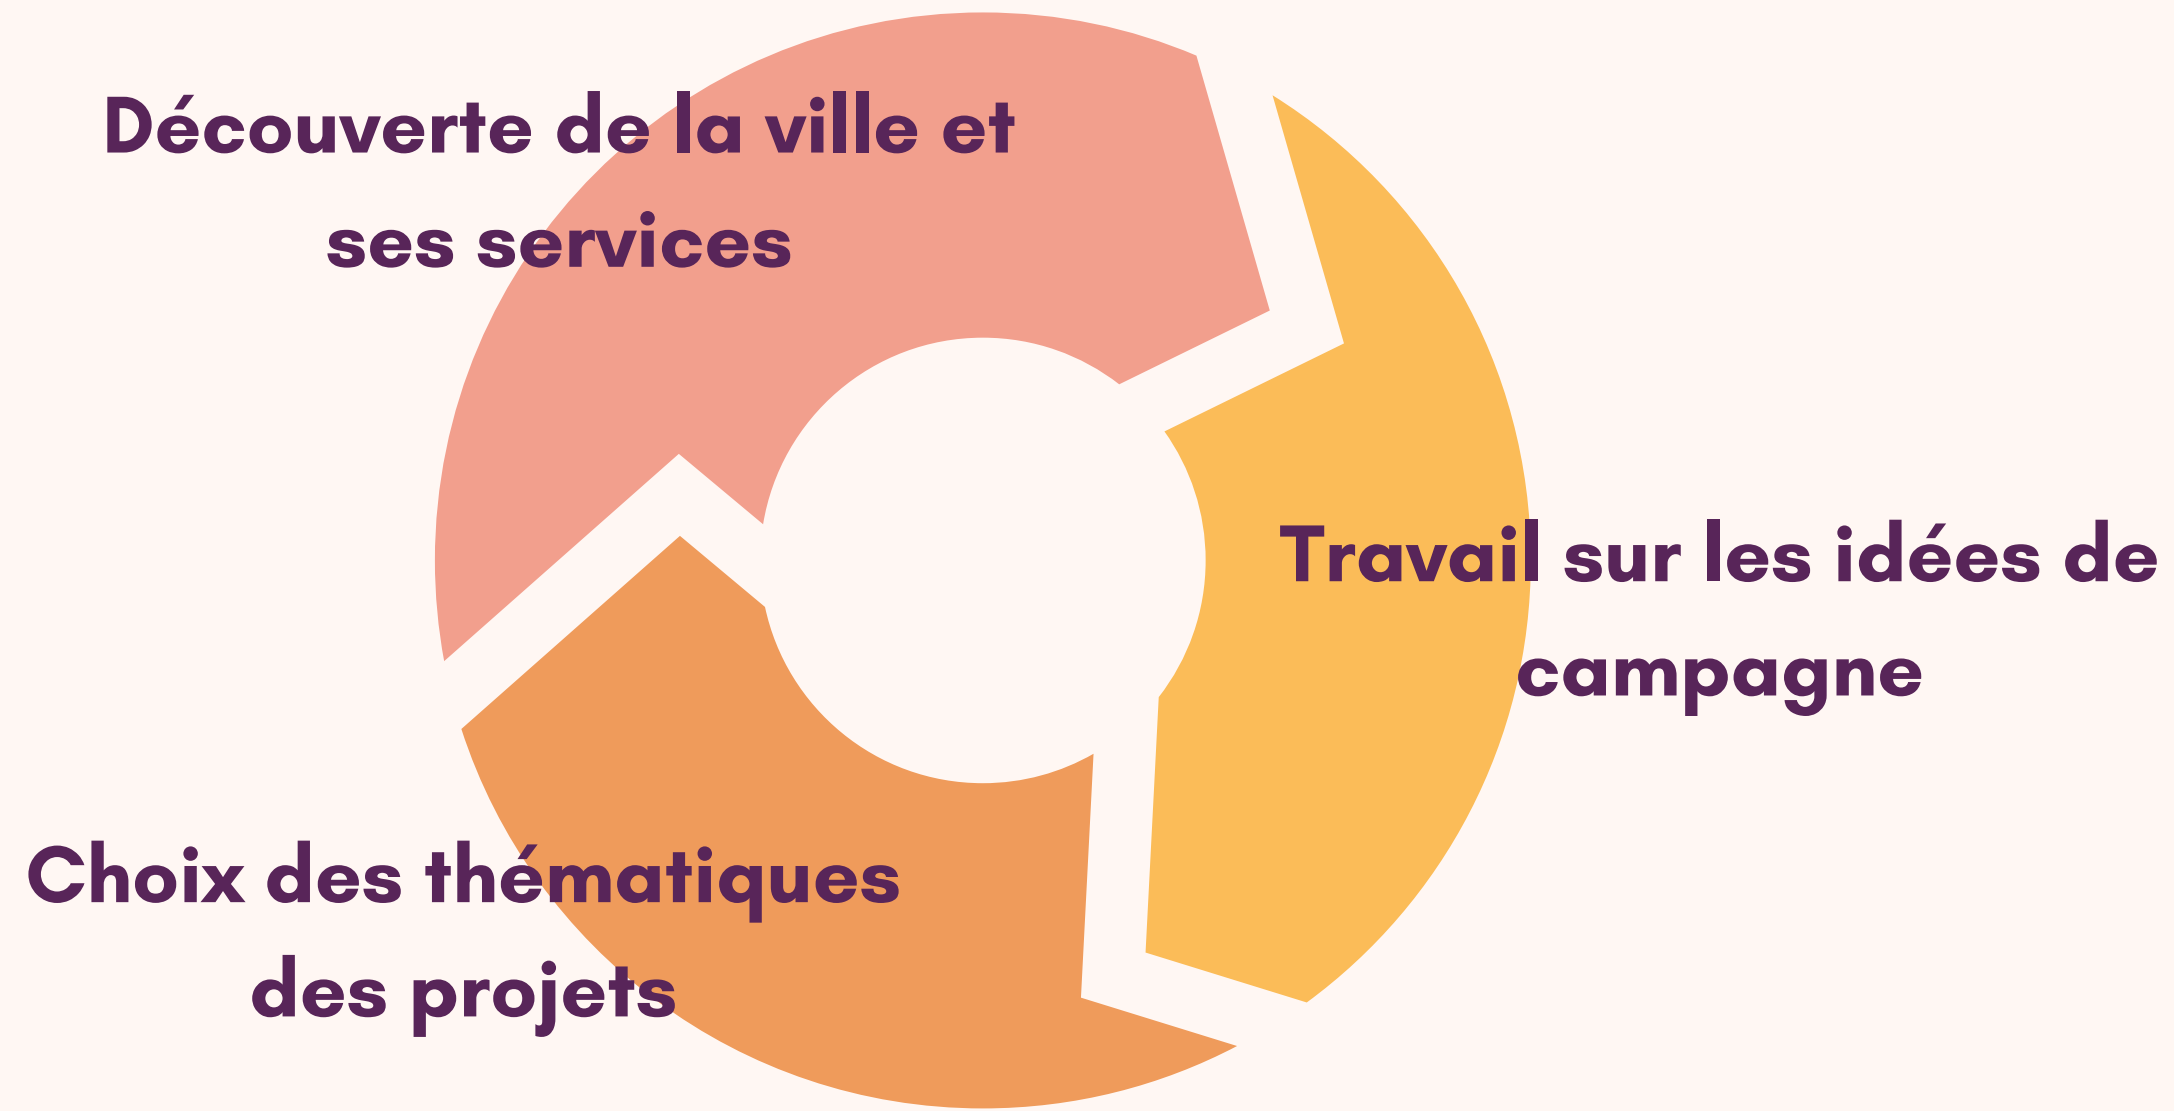 Découverte de la ville et
ses services
Travail sur les idées de
campagne
Choix des thématiques
des projets